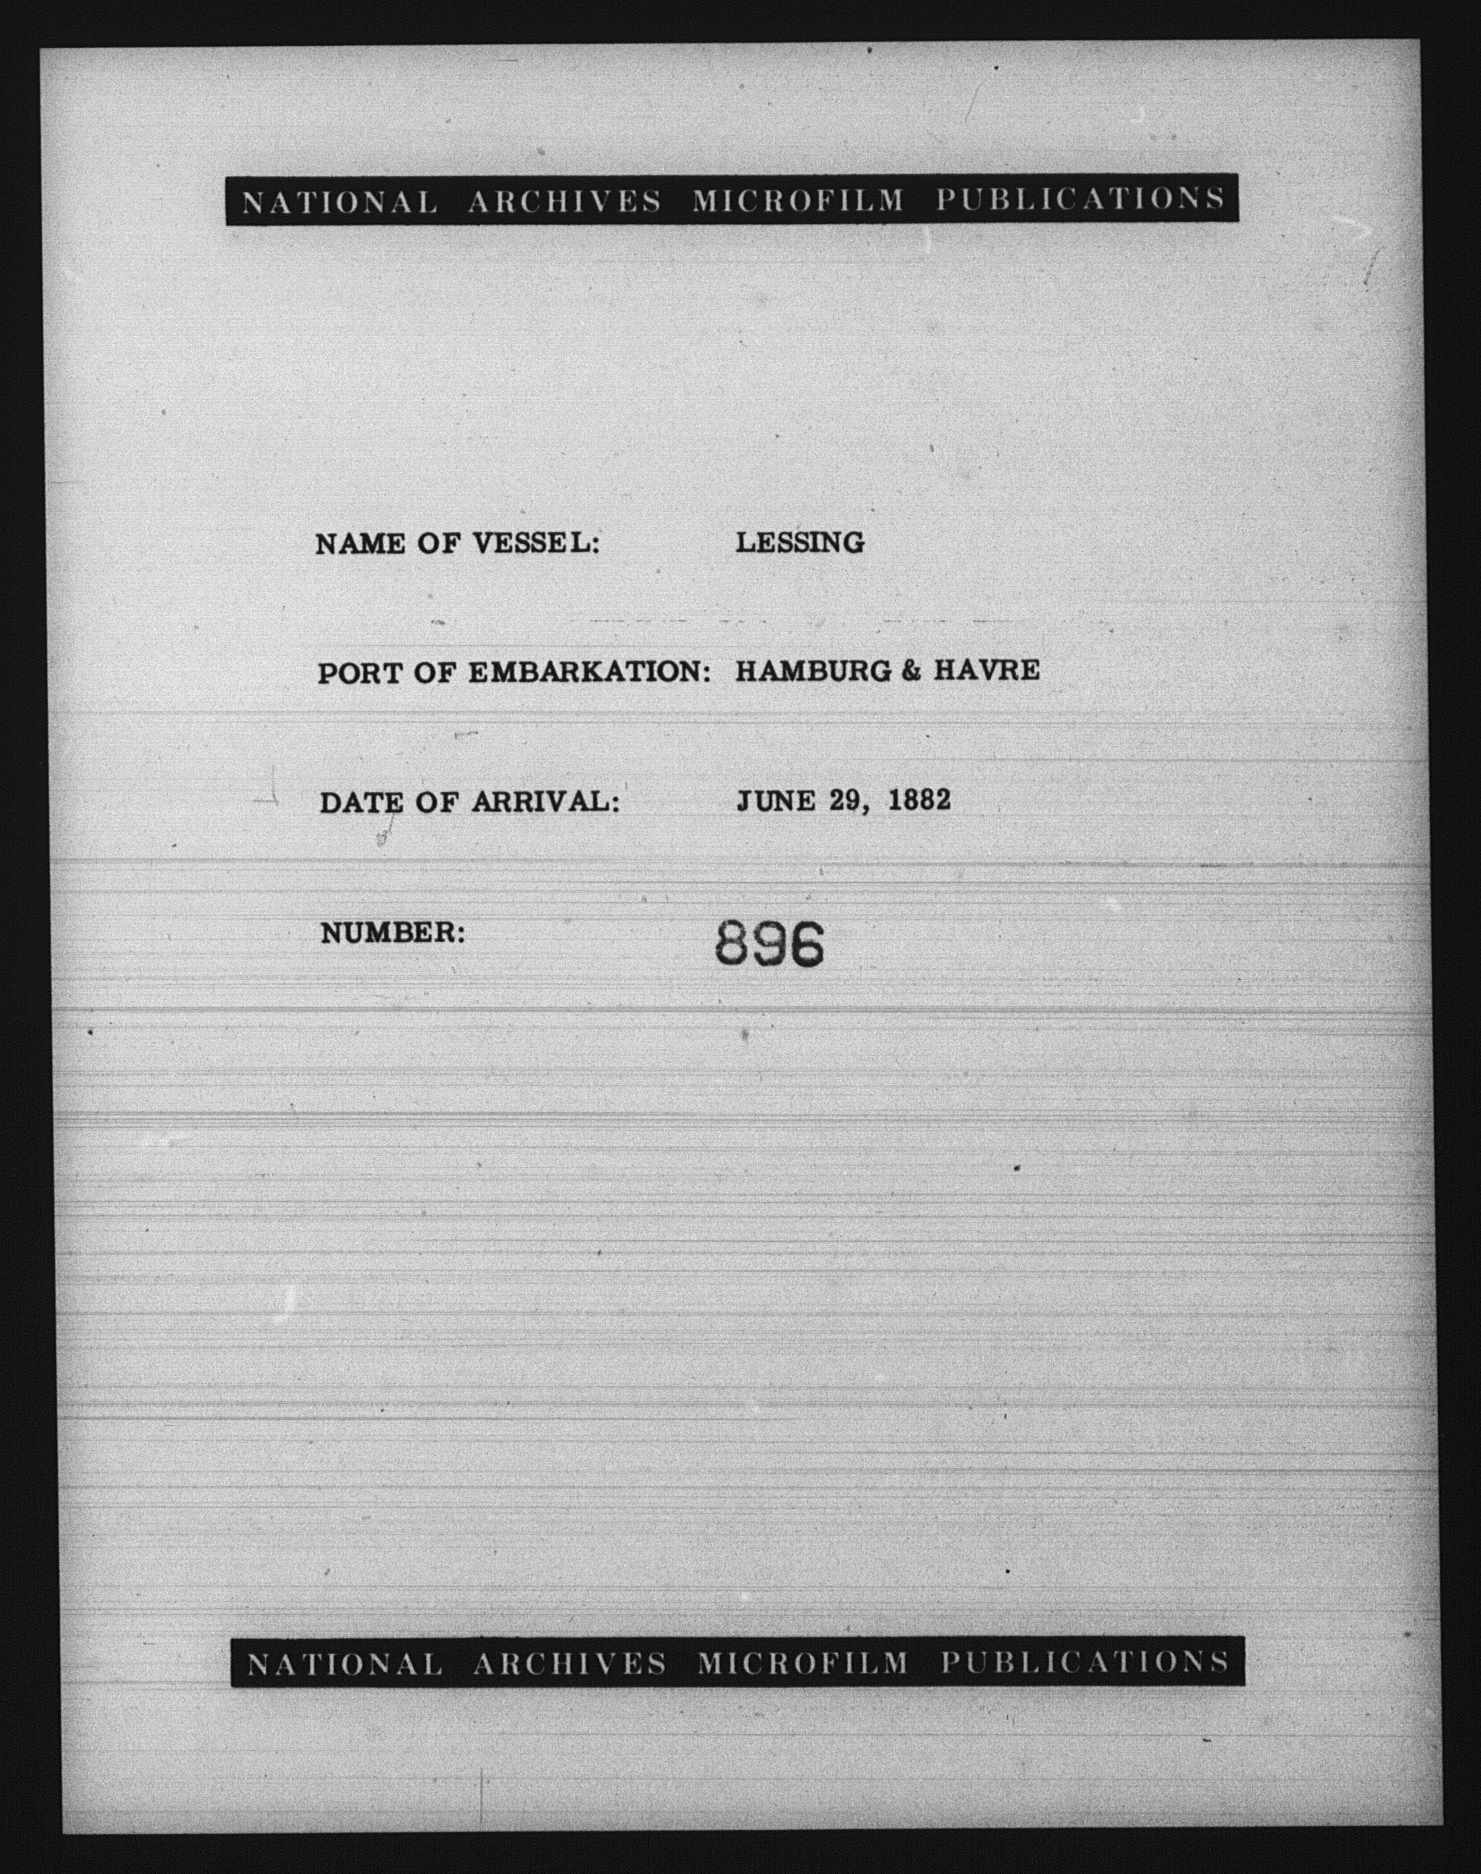 NATIONAL ARCHIVES MICROFILM PUBLICATIONS
NAME OF VESSEL: LESSING
PORT OF EMBARKATION: HAMBURG & HAVRE
DATE OF ARRIVAL: JUNE 29, 1882
NUMBER: 896
NATIONAL ARCHIVES MICROFILM PUBLICATIONS